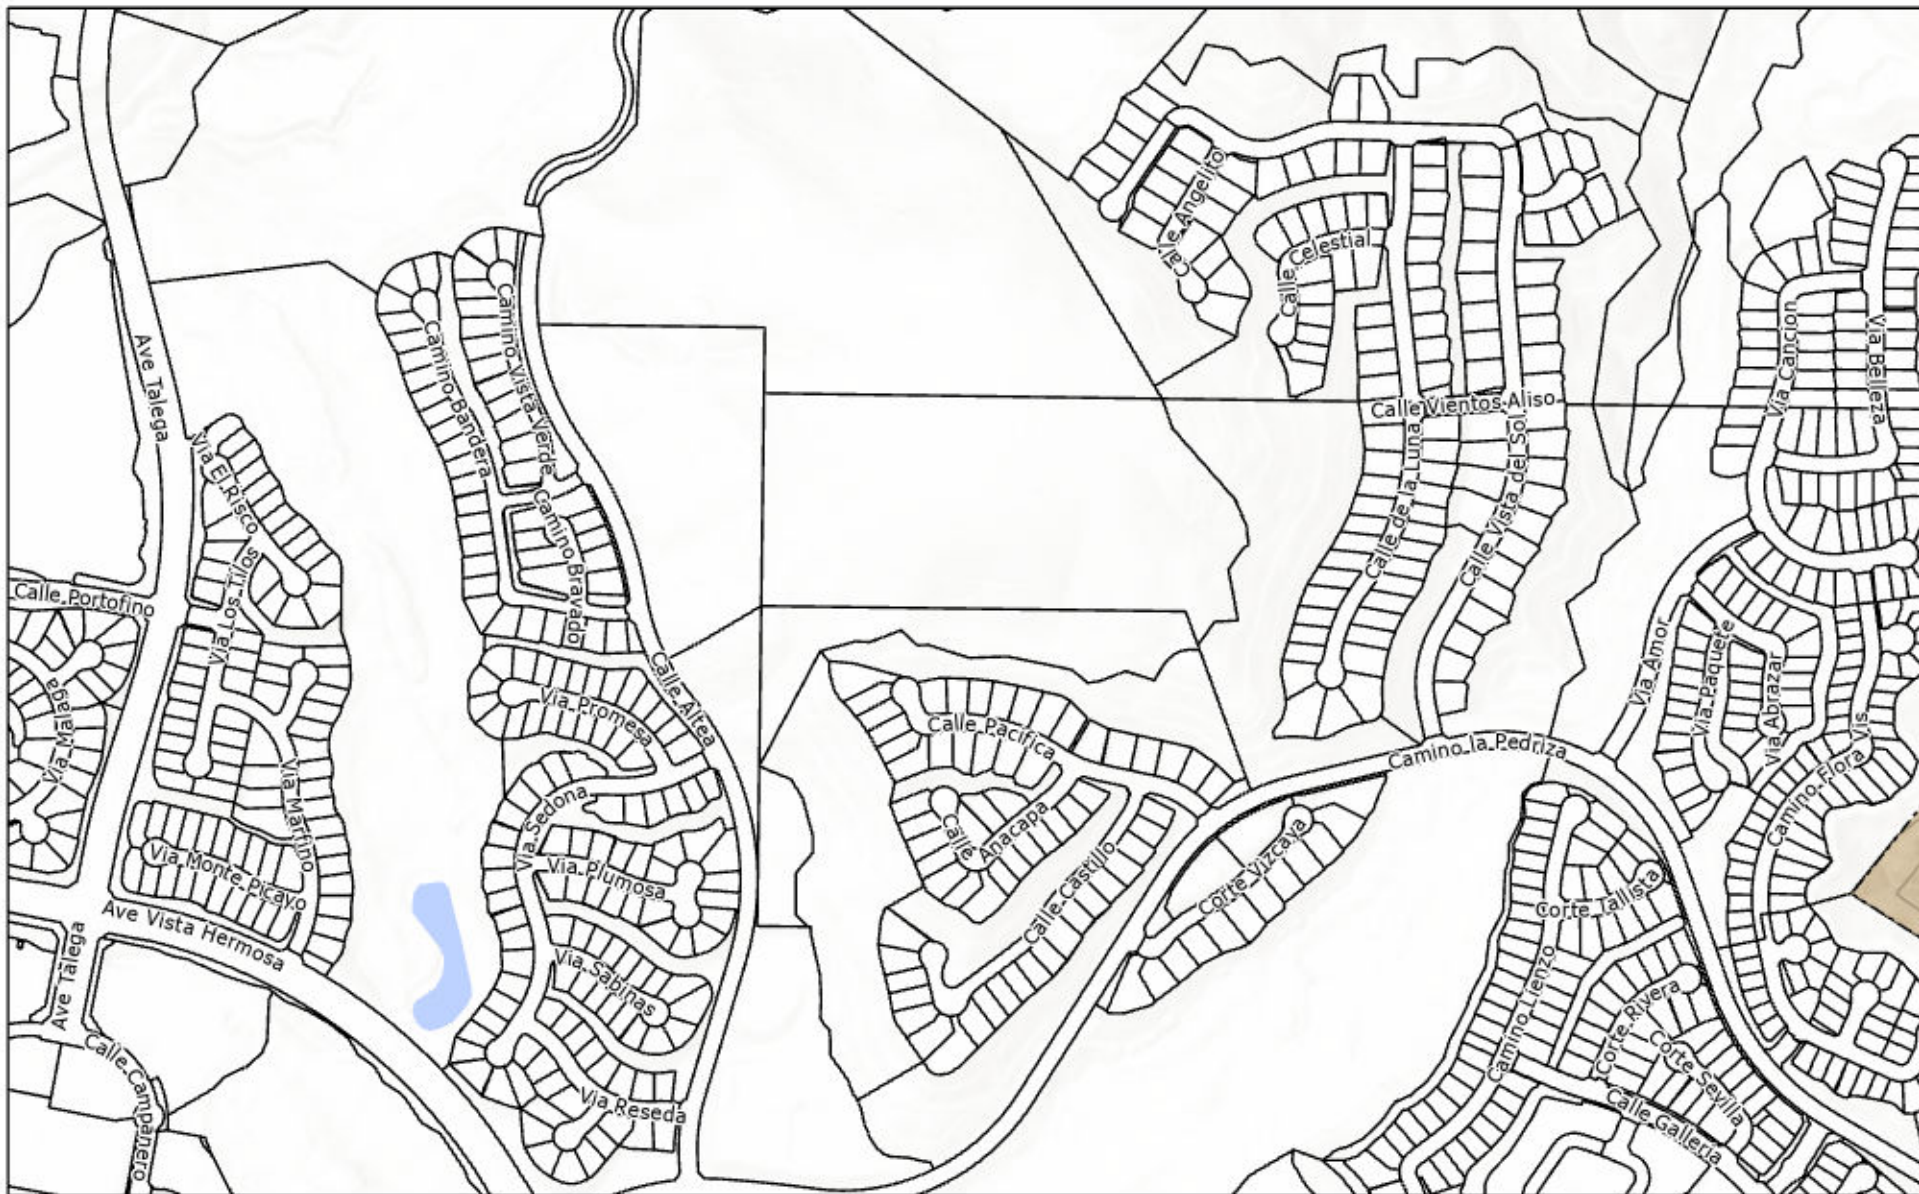 Calle Angelito
Calle Celestial
Camino Vista Verde
Camino Bandera
Ave Talega
Via Cancion
Via Belleza
Calle Vientos Aliso
Calle de la Luna
Calle Vista del Sol
Via El Risco
Camino Bravado
Via Los Tilos
Calle Portofino
Via Amor
Via Paquete
Via Abrazar
Calle Altea
Via Malaga
Via Promesa
Calle Pacifica
Camino la Pedriza
Via Martino
Via Sedona
Camino Flora Vis
Calle Anacapa
Via Monte Picayo
Via Plumosa
Calle Castillo
Corte Vizcaya
Corte Tallista
Ave Vista Hermosa
Ave Talega
Via Sabinas
Camino Lienzo
Corte Rivera
Calle Campanero
Corte Sevilla
Via Reseda
Calle Galleria